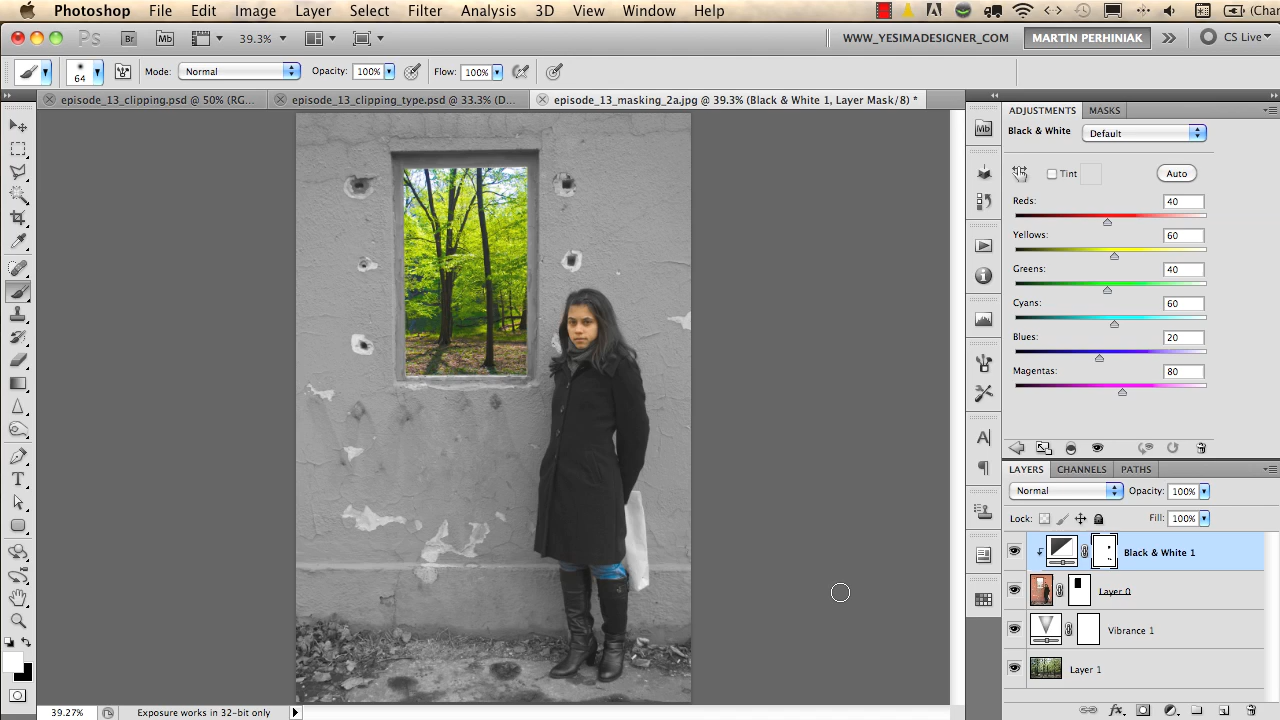 Photoshop File Edit Image Layer Select Filter Analysis 3D View Window Help (Char
Ps Br Mb 39.3% WWW_YESIMADESIGNER_COM MARTIN PERHINIAK CS Live
64 Mode: Normal Opacity: 100% Flow: 100%
episode_13_clipping.psd @ 50% (RG... episode_13_clipping_type.psd @ 33.3% (D... episode_13_masking_2a.jpg @ 39.3% (Black & White 1, Layer Mask/8) *
ADJUSTMENTS MASKS
Mb
Black & White Default
Tint Auto
Reds: 40
Yellows: 60
Greens: 40
Cyans: 60
Blues: 20
Magentas: 80
A
LAYERS CHANNELS PATHS
T
Normal Opacity: 100%
Lock: Fill: 100%
Black & White 1
Layer 0
Vibrance 1
Layer 1
fx
39.27% Exposure works in 32-bit only